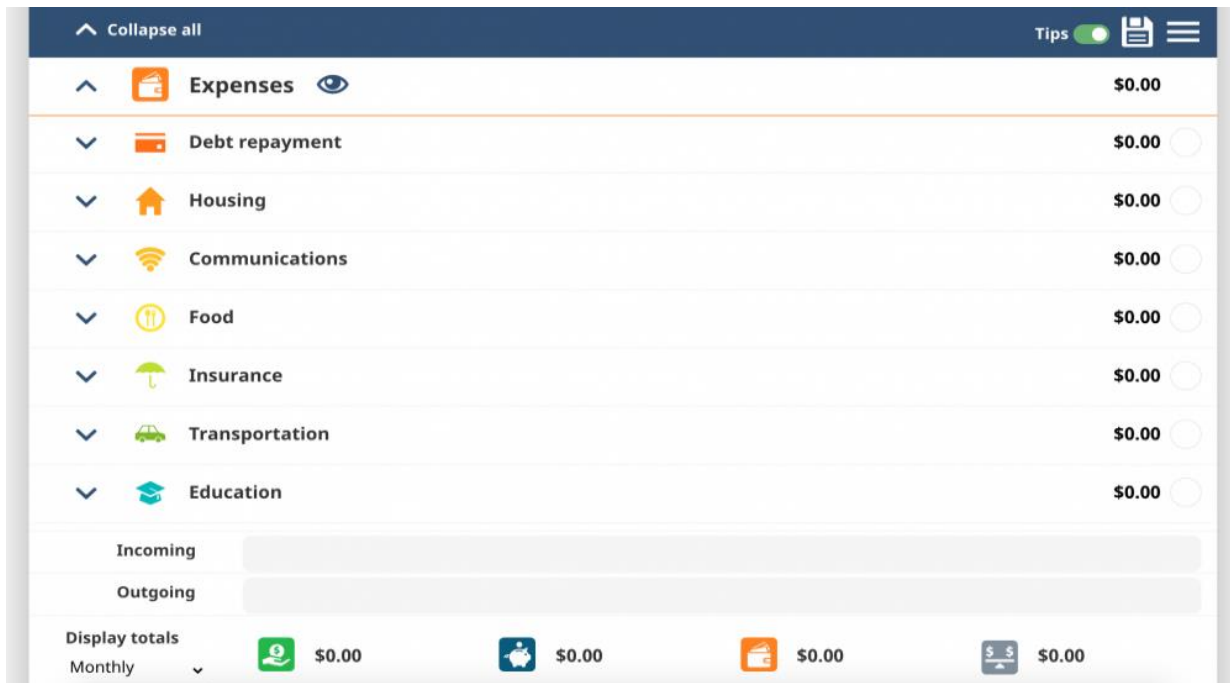 Collapse all Tips
Expenses $0.00
Debt repayment $0.00
Housing $0.00
Communications $0.00
Food $0.00
Insurance $0.00
Transportation $0.00
Education $0.00
Incoming
Outgoing
Display totals
Monthly $0.00 $0.00 $0.00 $ $ $0.00